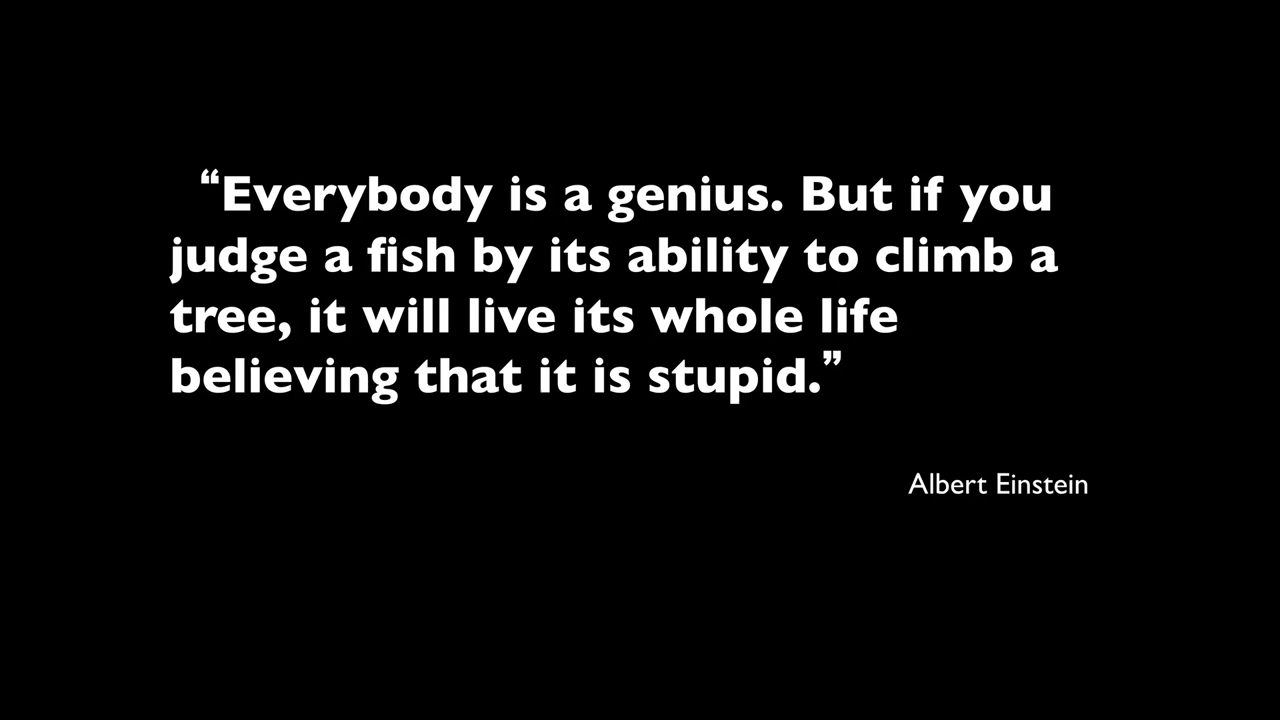 “Everybody is a genius. But if you
judge a fish by its ability to climb a
tree, it will live its whole life
believing that it is stupid.”
Albert Einstein